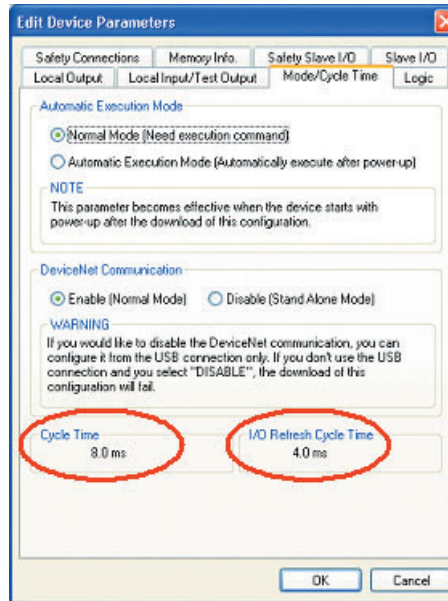 Edit Device Parameters
Safety Connections Memory Info. Safety Slave I/O Slave I/O
Local Output Local Input/Test Output Mode/Cycle Time Logic
Automatic Execution Mode
Normal Mode (Need execution command)
Automatic Execution Mode (Automatically execute after power-up)
NOTE
This parameter becomes effective when the device starts with
power-up after the download of this configuration.
DeviceNet Communication
Enable (Normal Mode) Disable (Stand Alone Mode)
WARNING
If you would like to disable the DeviceNet communication, you can
configure it from the USB connection only. If you don't use the USB
connection and you select "DISABLE", the download of this
configuration will fail.
Cycle Time I/O Refresh Cycle Time
8.0 ms 4.0 ms
OK Cancel